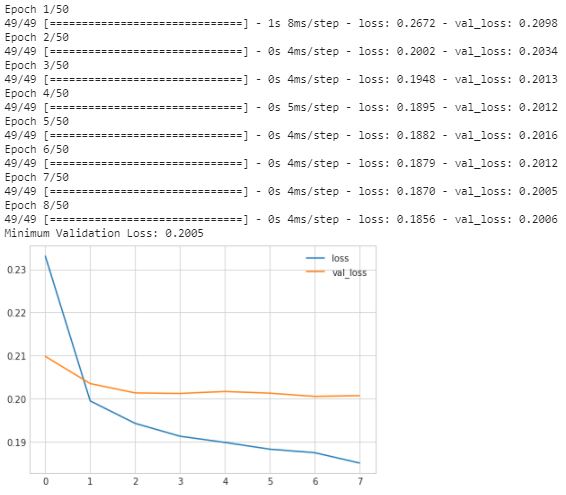 Epoch 1/50
49/49 [==============================] - 1s 8ms/step - loss: 0.2672 - val_loss: 0.2098
Epoch 2/50
49/49 [==============================] - 0s 4ms/step - loss: 0.2002 - val_loss: 0.2034
Epoch 3/50
49/49 [==============================] - 0s 4ms/step - loss: 0.1948 - val_loss: 0.2013
Epoch 4/50
49/49 [==============================] - 0s 5ms/step - loss: 0.1895 - val_loss: 0.2012
Epoch 5/50
49/49 [==============================] - 0s 4ms/step - loss: 0.1882 - val_loss: 0.2016
Epoch 6/50
49/49 [==============================] - 0s 4ms/step - loss: 0.1879 - val_loss: 0.2012
Epoch 7/50
49/49 [==============================] - 0s 4ms/step - loss: 0.1870 - val_loss: 0.2005
Epoch 8/50
49/49 [==============================] - 0s 4ms/step - loss: 0.1856 - val_loss: 0.2006
Minimum Validation Loss: 0.2005
loss
val_loss
0.23
0.22
0.21
0.20
0.19
0 1 2 3 4 5 6 7